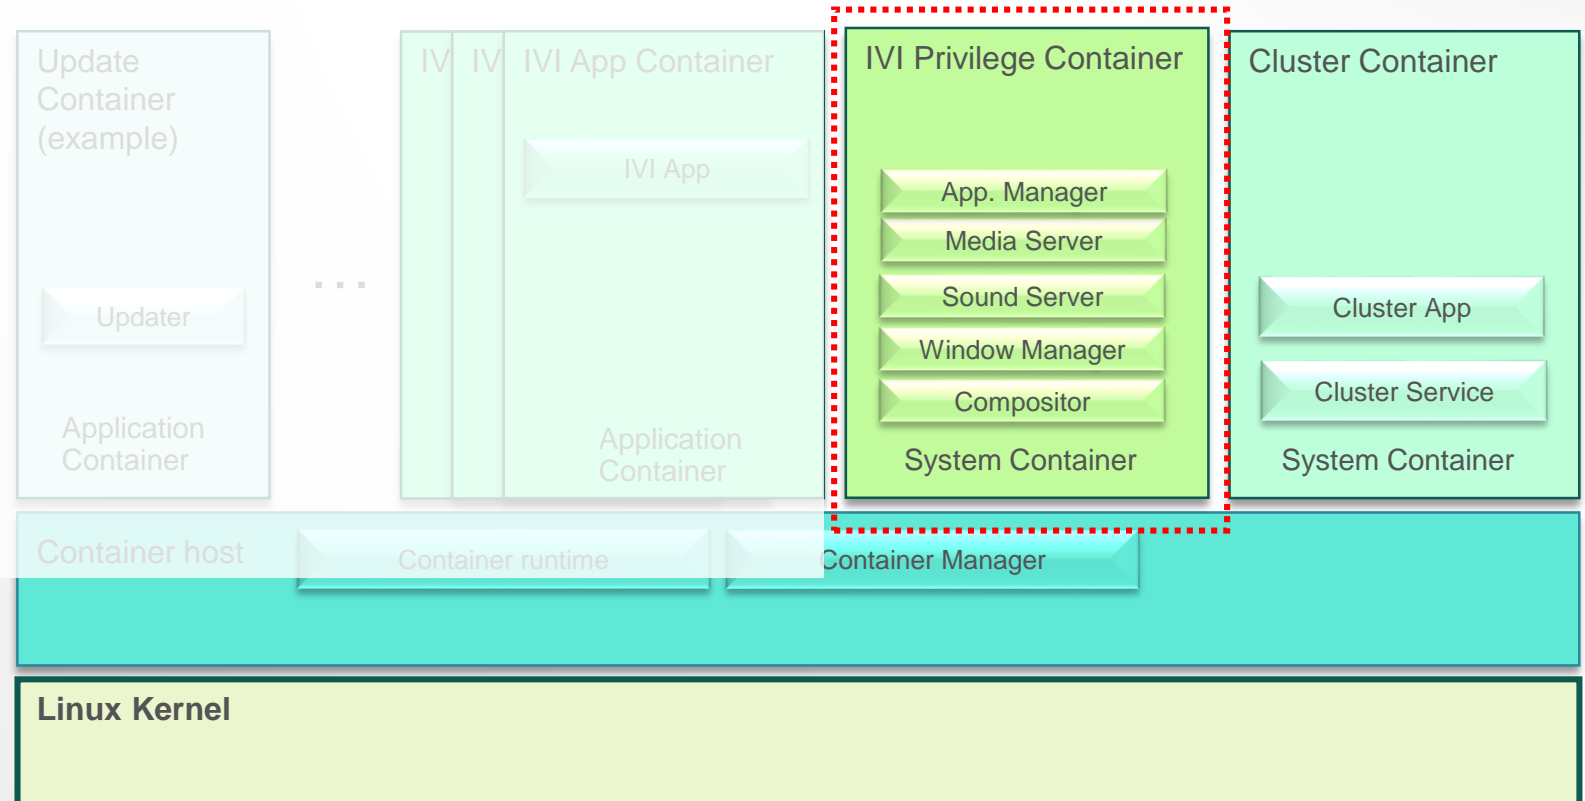 Update
Container
(example)
Updater
Application
Container
...
IV
IV
IVI App Container
IVI App
Application
Container
IVI Privilege Container
App. Manager
Media Server
Sound Server
Window Manager
Compositor
System Container
Cluster Container
Cluster App
Cluster Service
System Container
Container host
Container runtime
Container Manager
Linux Kernel